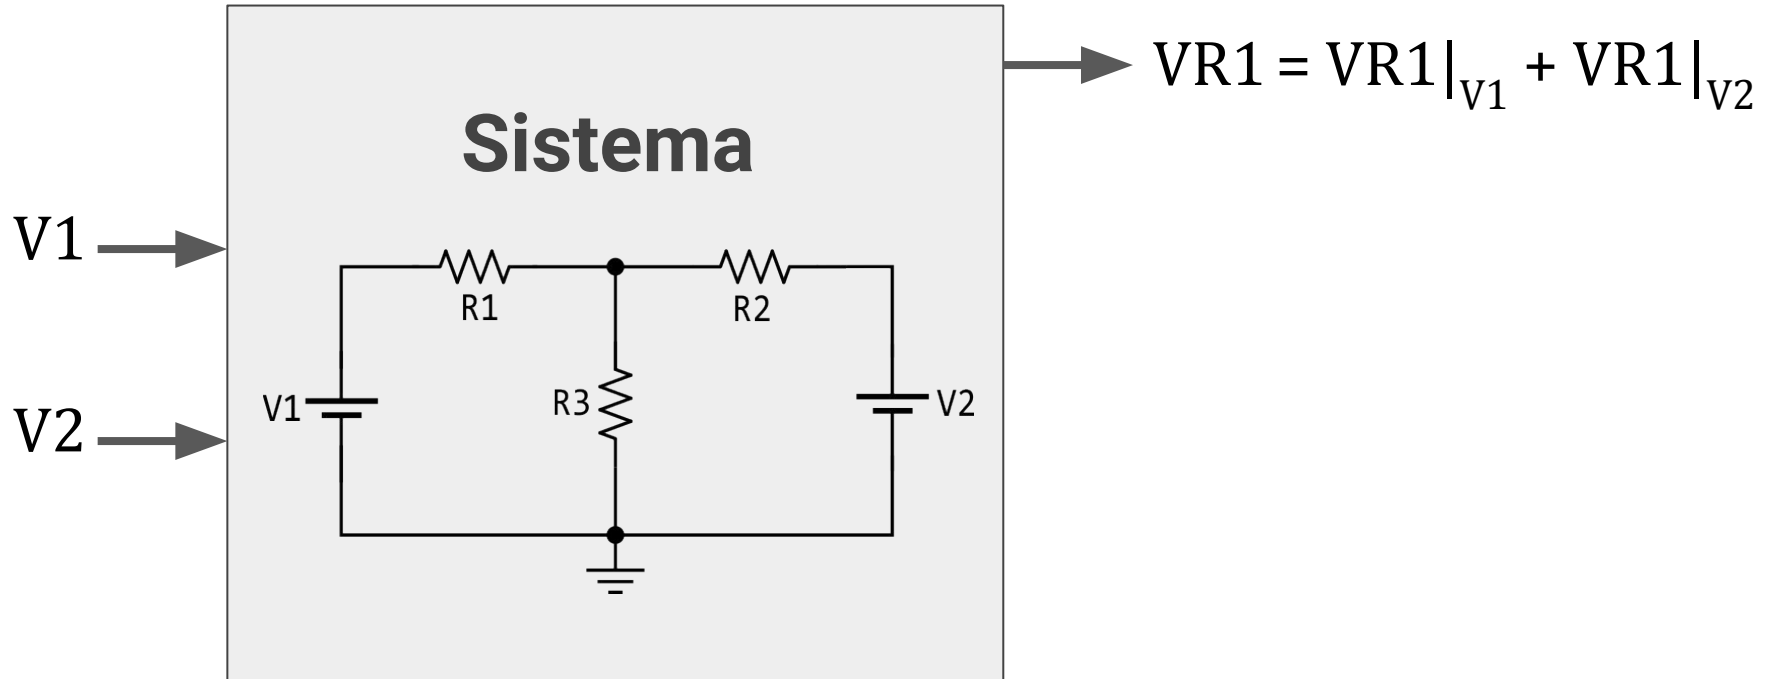 VR1 = VR1|V1 + VR1|V2
Sistema
V1
V2
R1
R2
R3
V1
V2